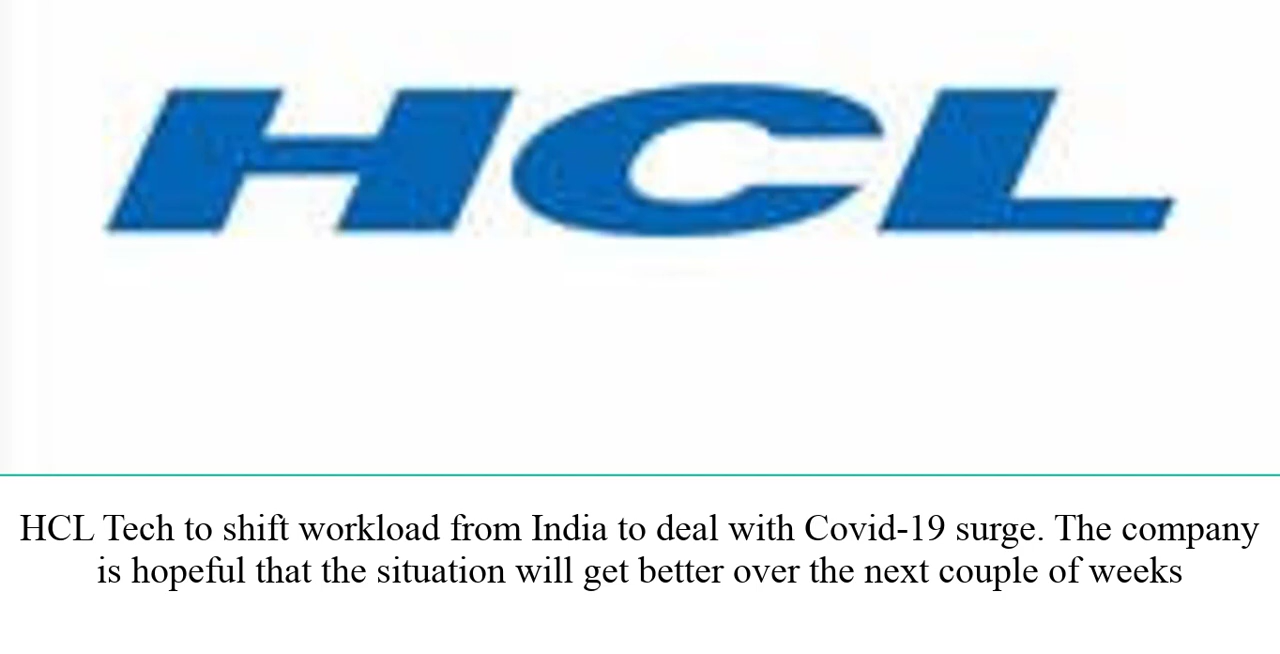 HCL
HCL Tech to shift workload from India to deal with Covid-19 surge. The company
is hopeful that the situation will get better over the next couple of weeks